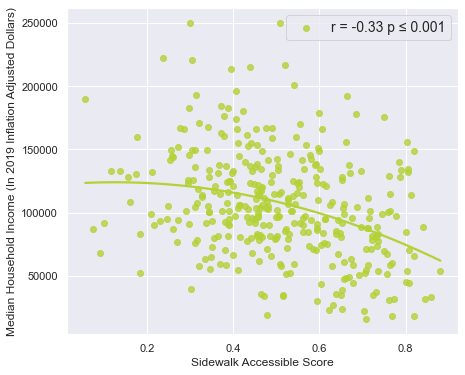 r = -0.33 p ≤ 0.001
Median Household Income (In 2019 Inflation Adjusted Dollars)
250000
200000
150000
100000
50000
0.2 0.4 0.6 0.8
Sidewalk Accessible Score